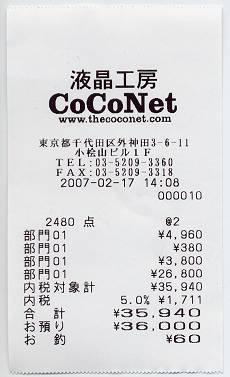 液晶工房
CoCoNet
www.thecoconet.com
東京都千代田区外神田3-6-11
小桧山ビル1F
TEL:03-5209-3360
FAX:03-5209-3318
2007-02-17 14:08
000010
2480 点 @2
部門01 ¥4,960
部門01 ¥380
部門01 ¥3,800
部門01 ¥26,800
内税対象計 ¥35,940
内税 5.0% ¥1,711
合 計 ¥35,940
お預り ¥36,000
お 釣 ¥60